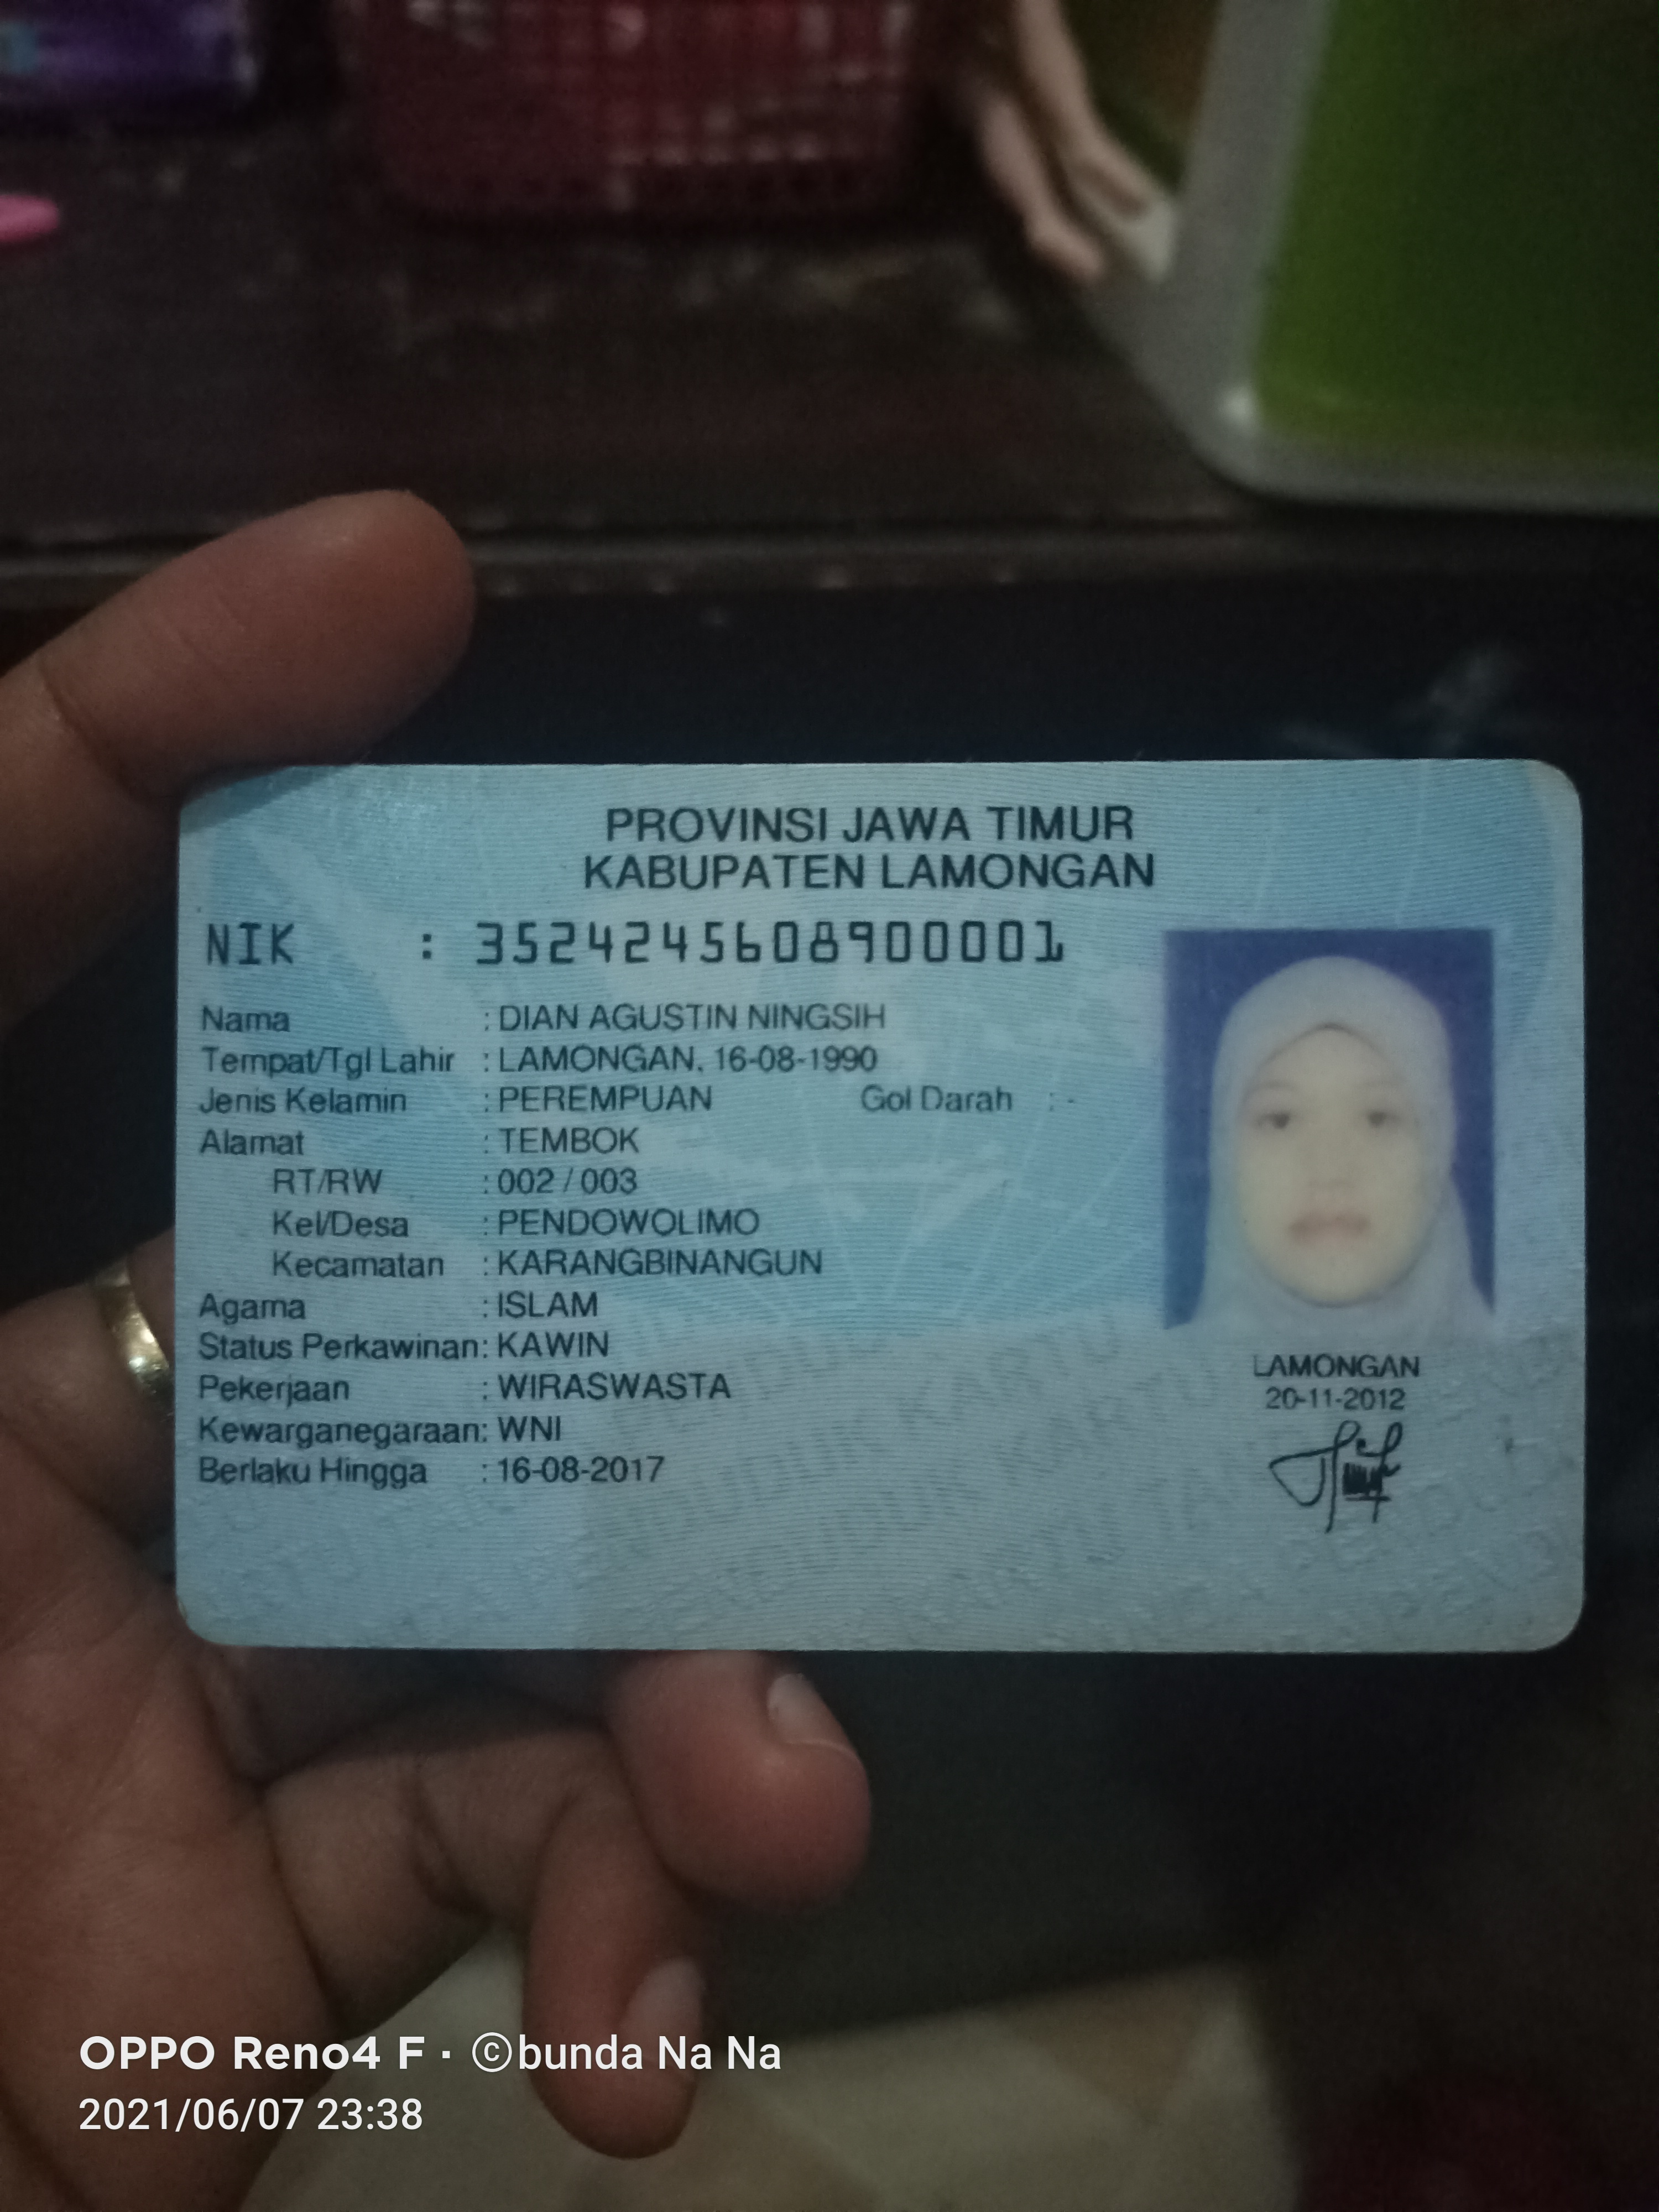 PROVINSI JAWA TIMUR
KABUPATEN LAMONGAN
NIK : 3524245608900001
Nama : DIAN AGUSTIN NINGSIH
Tempat/Tgl Lahir : LAMONGAN, 16-08-1990
Jenis Kelamin : PEREMPUAN Gol Darah : -
Alamat : TEMBOK
RT/RW : 002 / 003
Kel/Desa : PENDOWOLIMO
Kecamatan : KARANGBINANGUN
Agama : ISLAM
Status Perkawinan : KAWIN
Pekerjaan : WIRASWASTA
Kewarganegaraan : WNI
Berlaku Hingga : 16-08-2017
LAMONGAN
20-11-2012
OPPO Reno4 F · ©bunda Na Na
2021/06/07 23:38